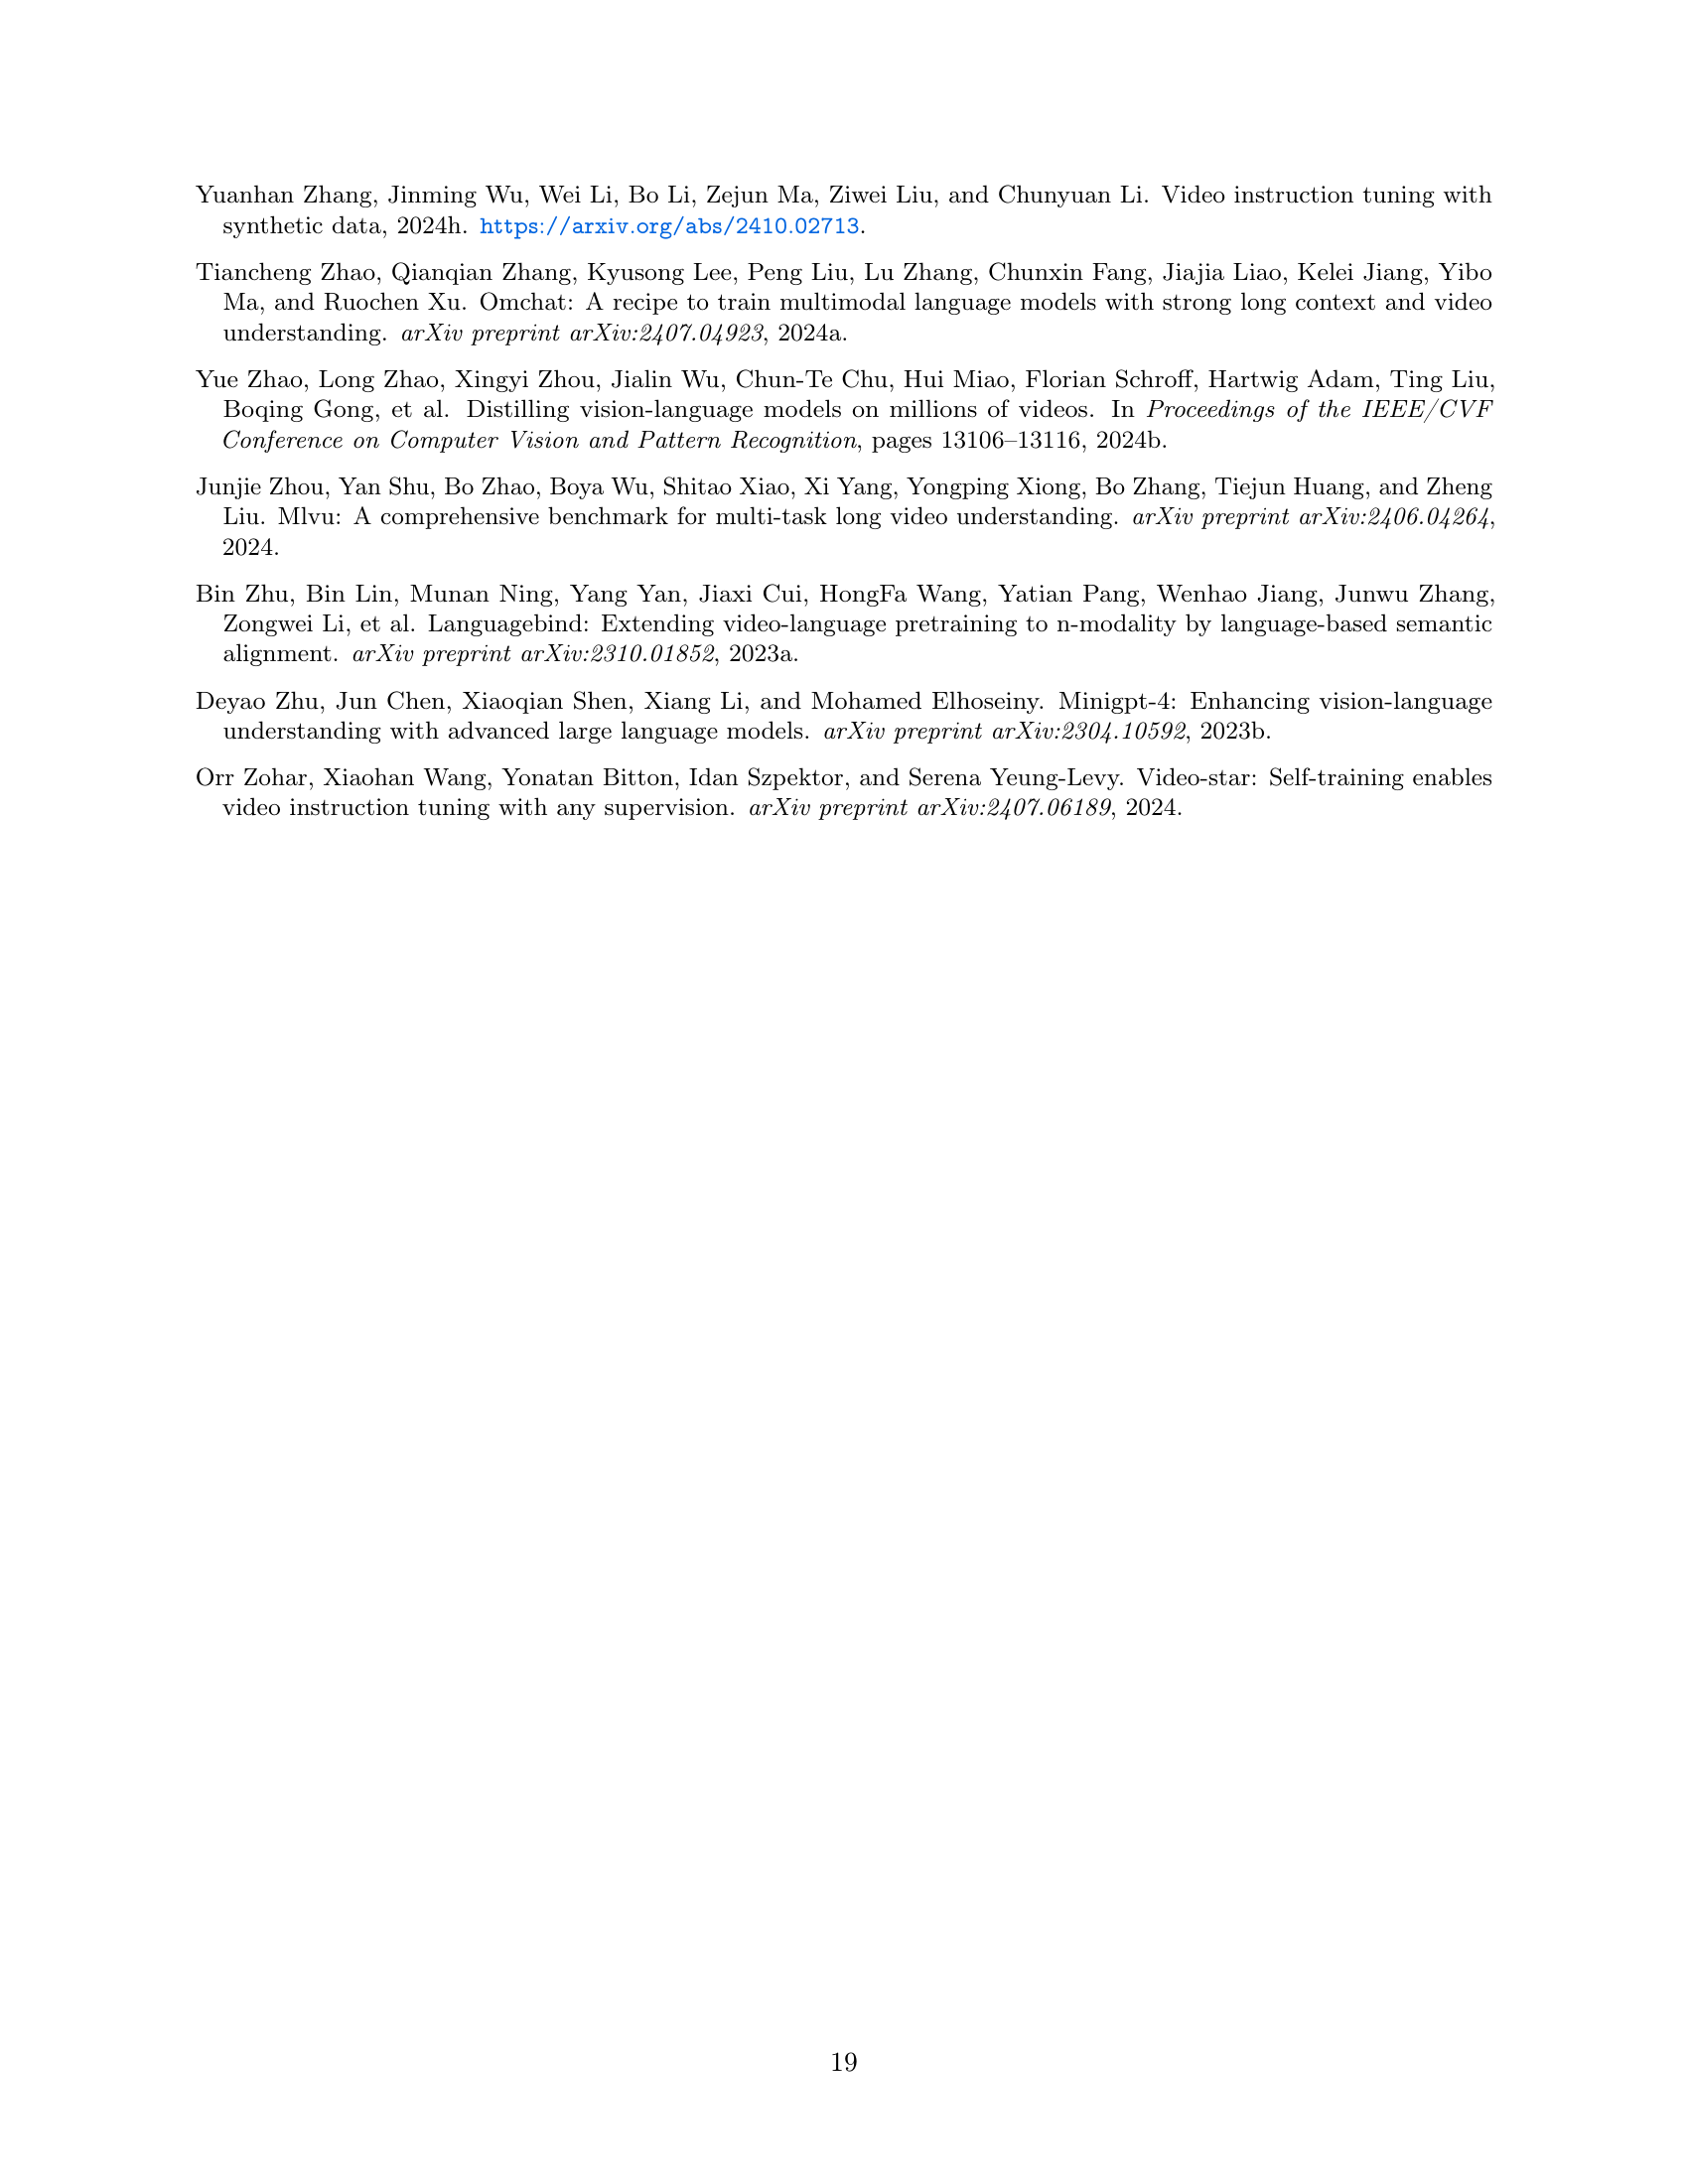 Yuanhan Zhang, Jinming Wu, Wei Li, Bo Li, Zejun Ma, Ziwei Liu, and Chunyuan Li. Video instruction tuning with
synthetic data, 2024h. https://arxiv.org/abs/2410.02713.
Tiancheng Zhao, Qianqian Zhang, Kyusong Lee, Peng Liu, Lu Zhang, Chunxin Fang, Jiajia Liao, Kelei Jiang, Yibo
Ma, and Ruochen Xu. Omchat: A recipe to train multimodal language models with strong long context and video
understanding. arXiv preprint arXiv:2407.04923, 2024a.
Yue Zhao, Long Zhao, Xingyi Zhou, Jialin Wu, Chun-Te Chu, Hui Miao, Florian Schroff, Hartwig Adam, Ting Liu,
Boqing Gong, et al. Distilling vision-language models on millions of videos. In Proceedings of the IEEE/CVF
Conference on Computer Vision and Pattern Recognition, pages 13106–13116, 2024b.
Junjie Zhou, Yan Shu, Bo Zhao, Boya Wu, Shitao Xiao, Xi Yang, Yongping Xiong, Bo Zhang, Tiejun Huang, and Zheng
Liu. Mlvu: A comprehensive benchmark for multi-task long video understanding. arXiv preprint arXiv:2406.04264,
2024.
Bin Zhu, Bin Lin, Munan Ning, Yang Yan, Jiaxi Cui, HongFa Wang, Yatian Pang, Wenhao Jiang, Junwu Zhang,
Zongwei Li, et al. Languagebind: Extending video-language pretraining to n-modality by language-based semantic
alignment. arXiv preprint arXiv:2310.01852, 2023a.
Deyao Zhu, Jun Chen, Xiaoqian Shen, Xiang Li, and Mohamed Elhoseiny. Minigpt-4: Enhancing vision-language
understanding with advanced large language models. arXiv preprint arXiv:2304.10592, 2023b.
Orr Zohar, Xiaohan Wang, Yonatan Bitton, Idan Szpektor, and Serena Yeung-Levy. Video-star: Self-training enables
video instruction tuning with any supervision. arXiv preprint arXiv:2407.06189, 2024.
19